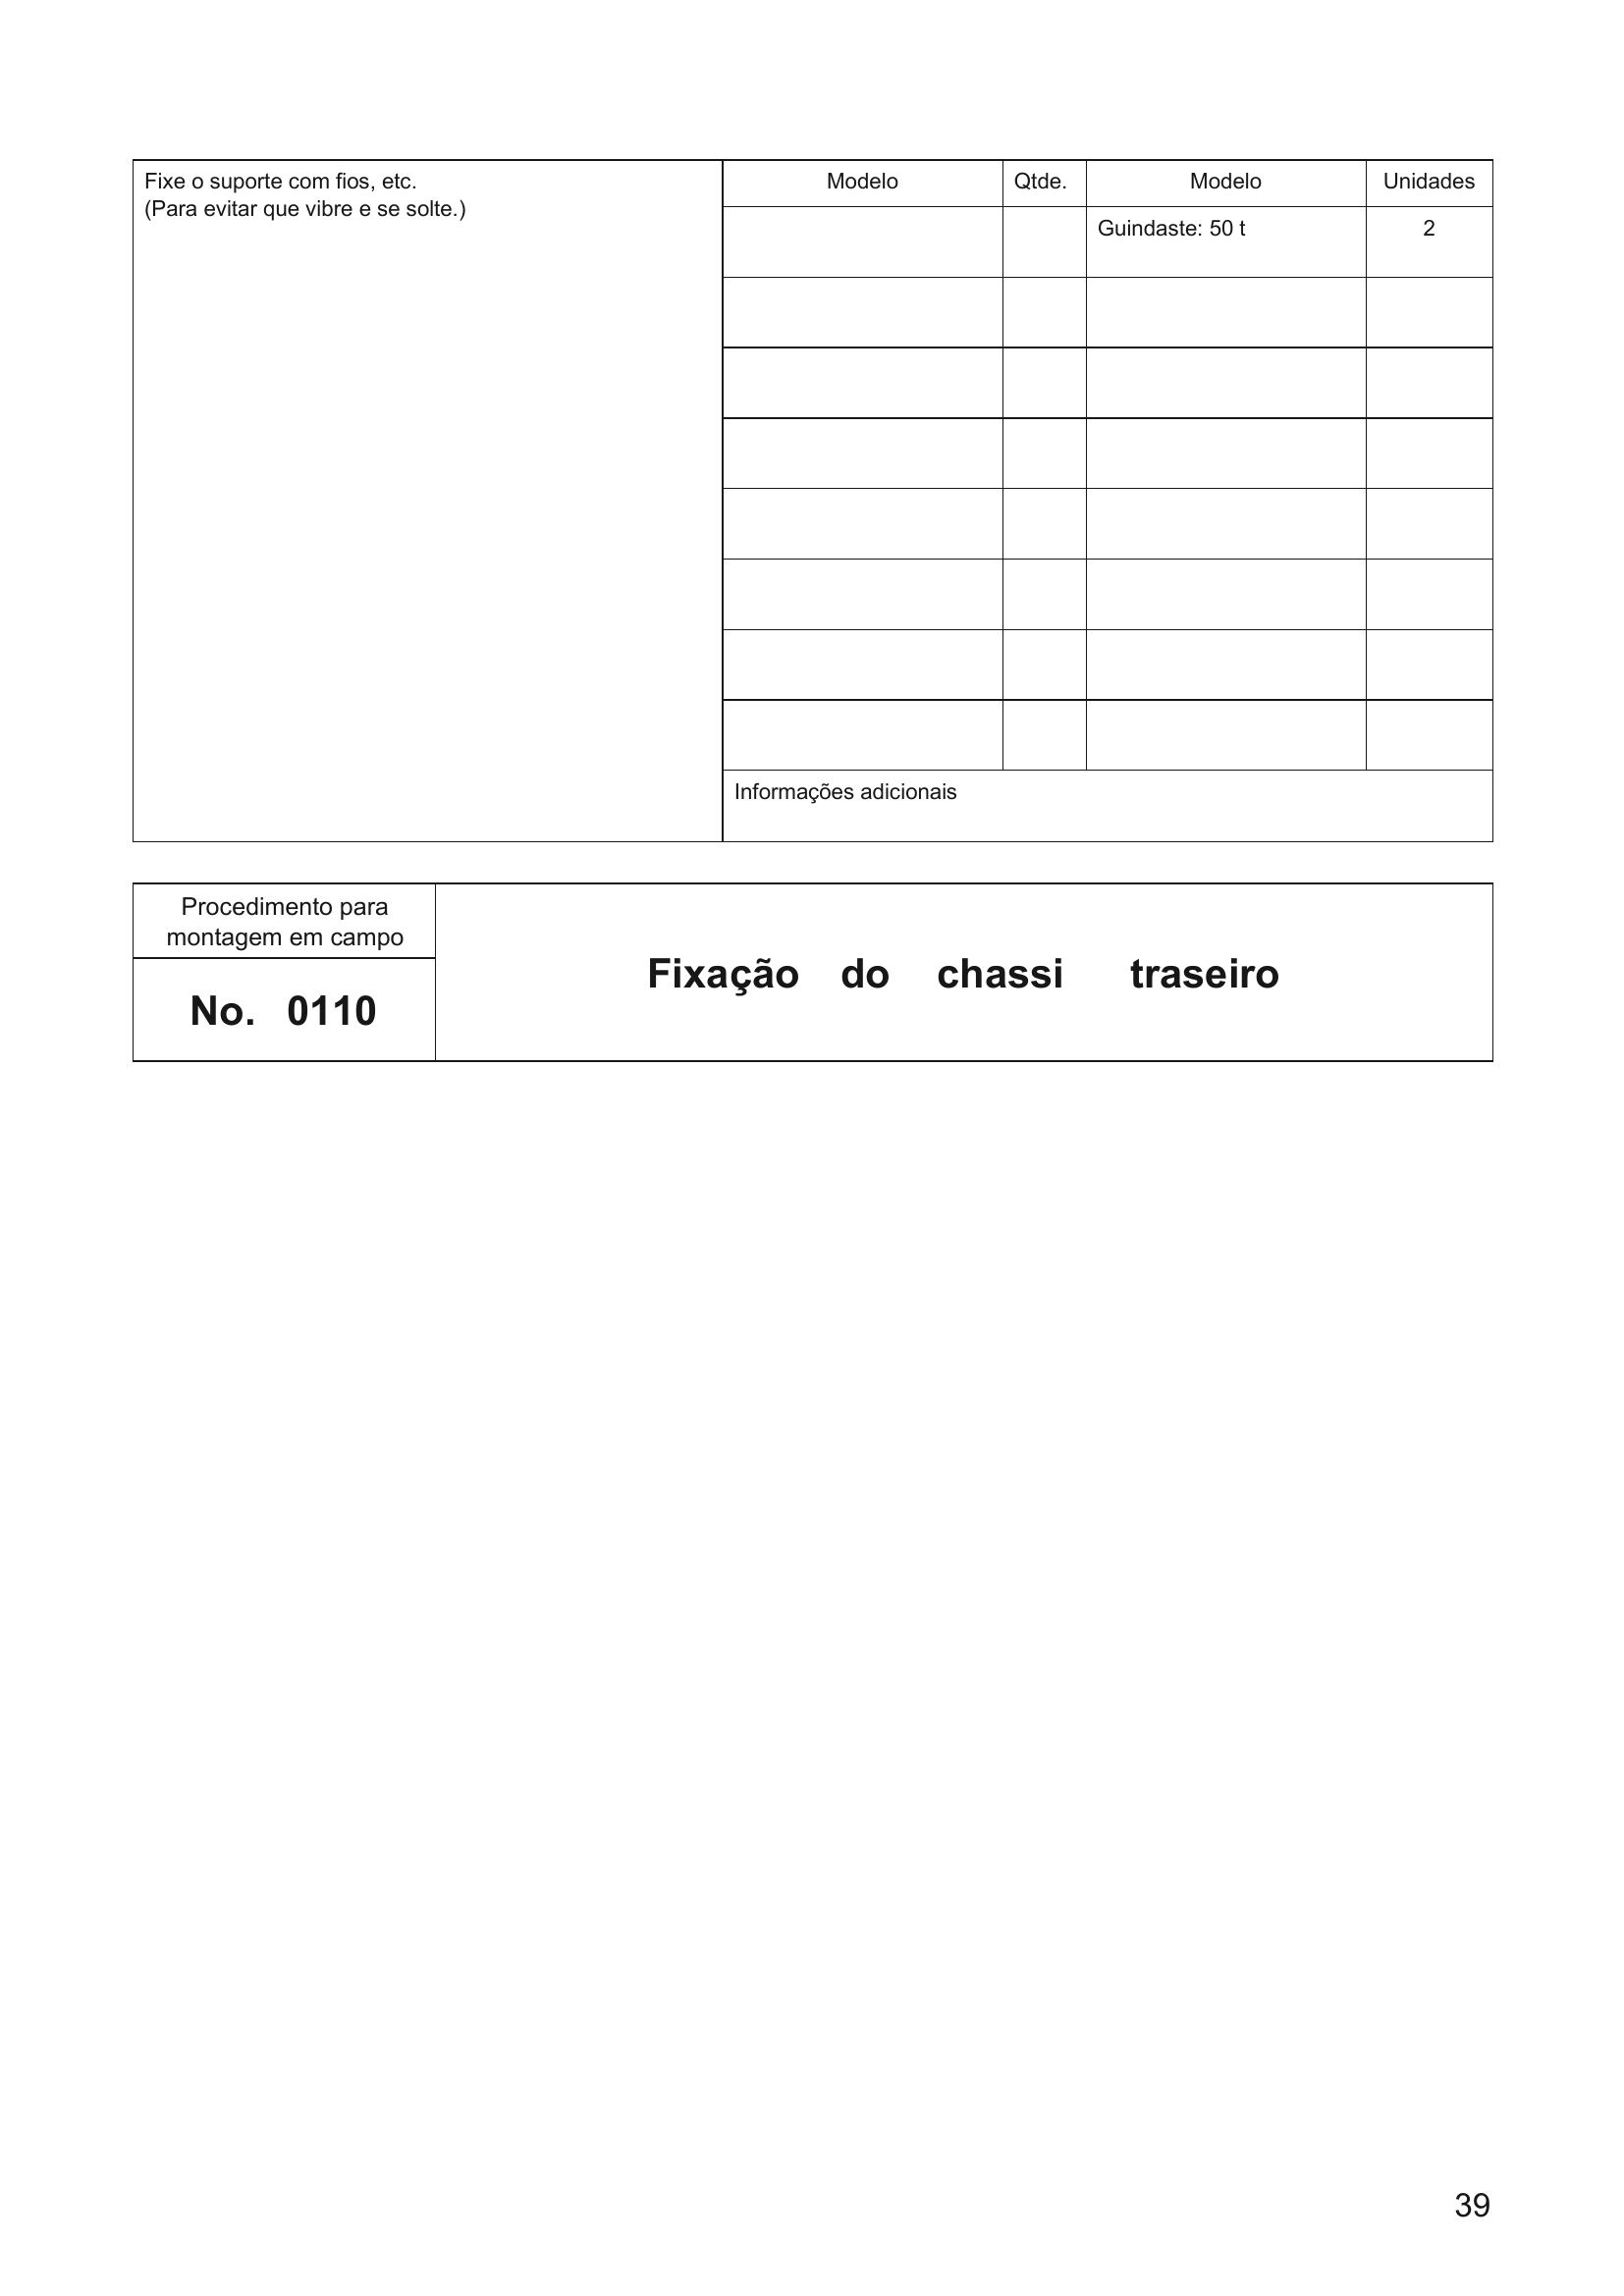 Fixe o suporte com fios, etc.
(Para evitar que vibre e se solte.)
Modelo Qtde. Modelo Unidades
Guindaste: 50 t 2
Informações adicionais
Procedimento para
montagem em campo
No. 0110
Fixação do chassi traseiro
39